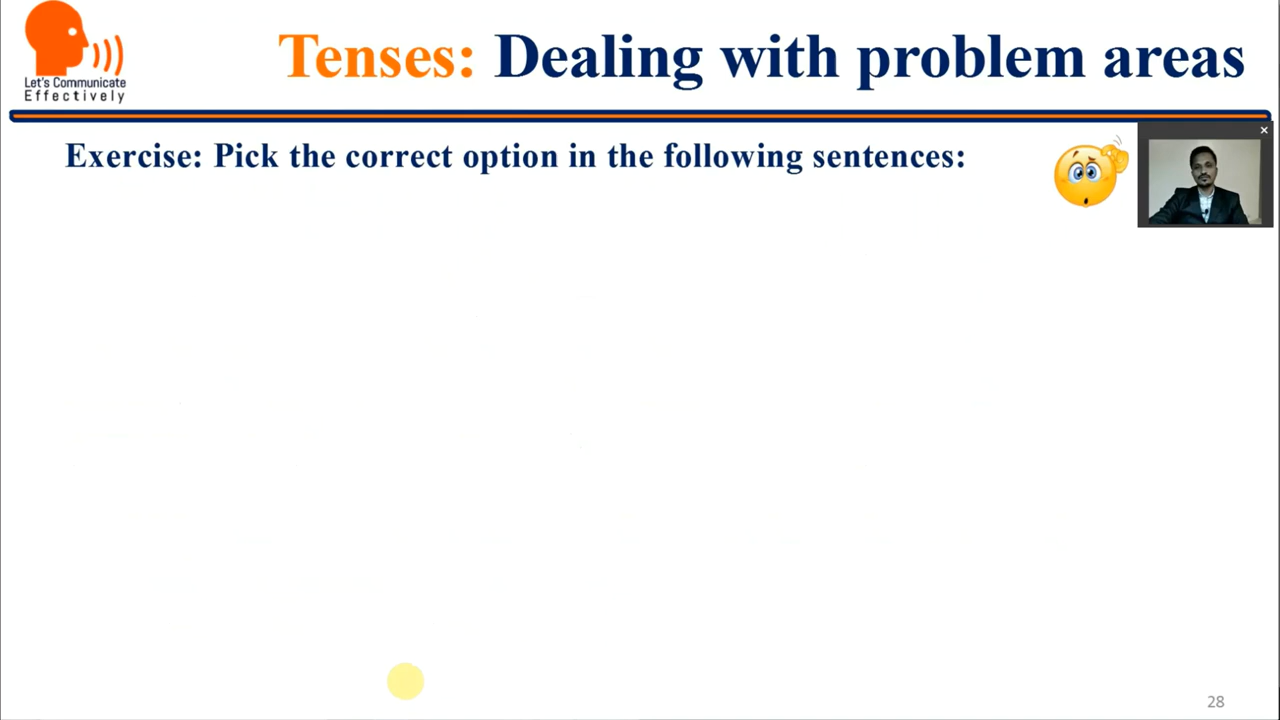 Let's Communicate
Effectively
Tenses: Dealing with problem areas
Exercise: Pick the correct option in the following sentences:
28